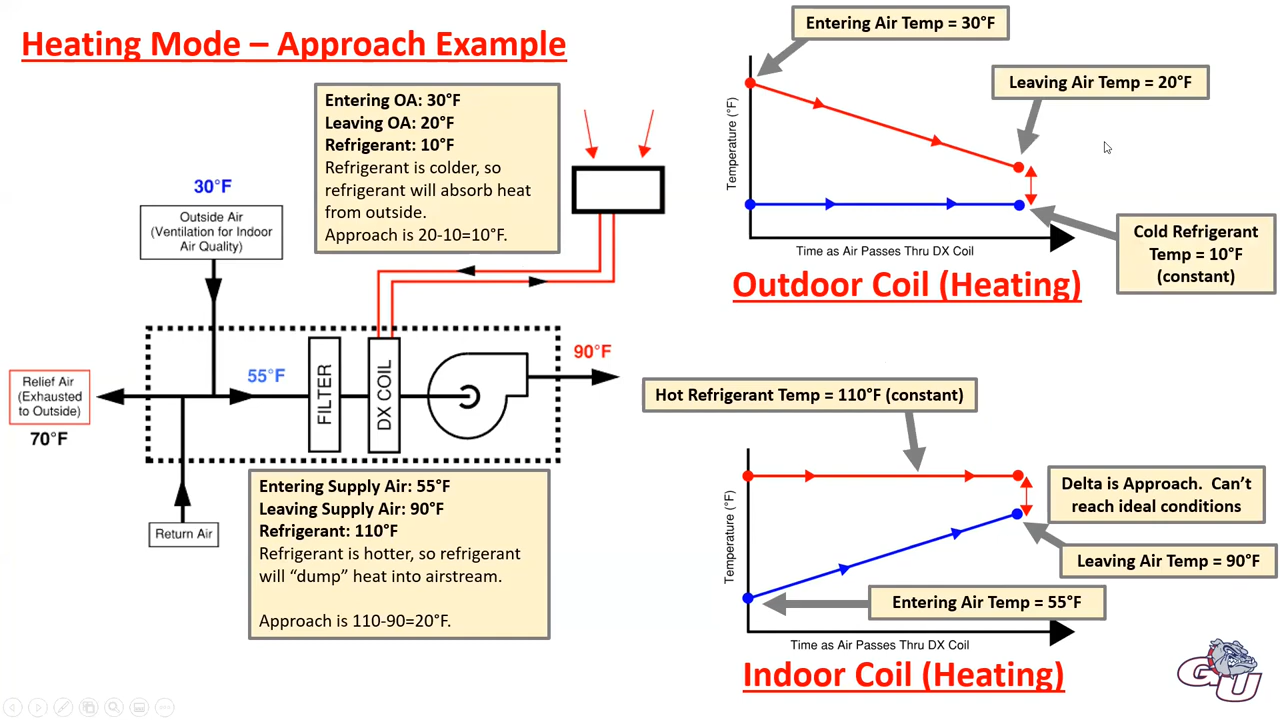 Heating Mode – Approach Example
Entering OA: 30°F
Leaving OA: 20°F
Refrigerant: 10°F
Refrigerant is colder, so
refrigerant will absorb heat
from outside.
Approach is 20-10=10°F.
30°F
Outside Air
(Ventilation for Indoor
Air Quality)
55°F
FILTER
DX COIL
90°F
Relief Air
(Exhausted
to Outside)
70°F
Return Air
Entering Supply Air: 55°F
Leaving Supply Air: 90°F
Refrigerant: 110°F
Refrigerant is hotter, so refrigerant
will “dump” heat into airstream.
Approach is 110-90=20°F.
Entering Air Temp = 30°F
Leaving Air Temp = 20°F
Temperature (°F)
Cold Refrigerant
Temp = 10°F
(constant)
Time as Air Passes Thru DX Coil
Outdoor Coil (Heating)
Hot Refrigerant Temp = 110°F (constant)
Temperature (°F)
Delta is Approach. Can’t
reach ideal conditions
Leaving Air Temp = 90°F
Entering Air Temp = 55°F
Time as Air Passes Thru DX Coil
Indoor Coil (Heating)
GU